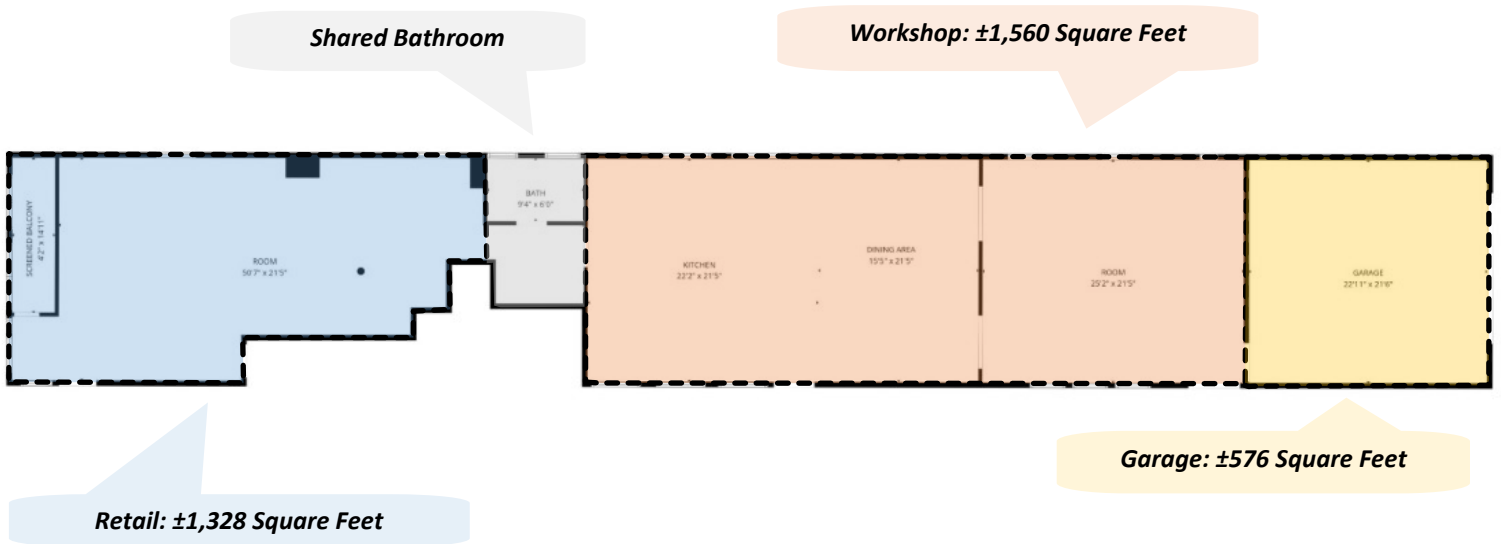 Shared Bathroom
Workshop: ±1,560 Square Feet
SCREENED BALCONY
4'2" x 14'11"
ROOM
50'7" x 21'5"
BATH
9'4" x 6'0"
KITCHEN
22'2" x 21'5"
DINING AREA
15'5" x 21'5"
ROOM
25'2" x 21'5"
GARAGE
22'11" x 21'6"
Garage: ±576 Square Feet
Retail: ±1,328 Square Feet